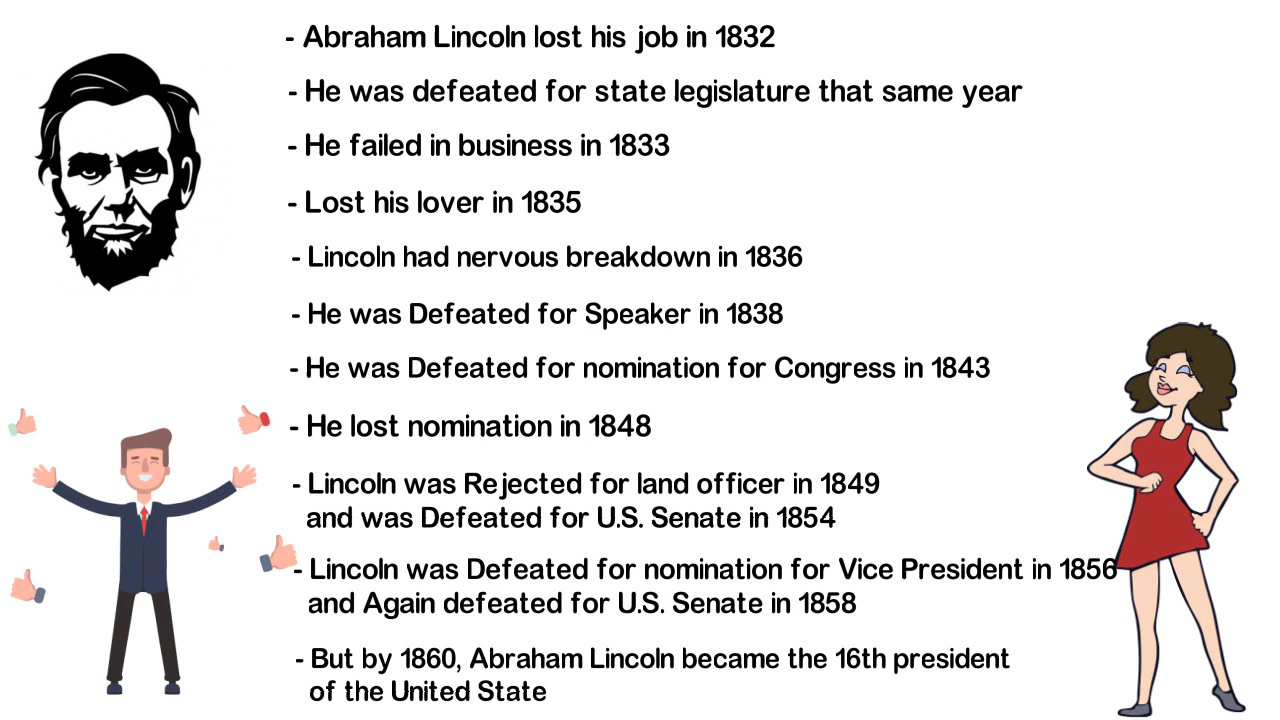 - Abraham Lincoln lost his job in 1832
- He was defeated for state legislature that same year
- He failed in business in 1833
- Lost his lover in 1835
- Lincoln had nervous breakdown in 1836
- He was Defeated for Speaker in 1838
- He was Defeated for nomination for Congress in 1843
- He lost nomination in 1848
- Lincoln was Rejected for land officer in 1849
and was Defeated for U.S. Senate in 1854
- Lincoln was Defeated for nomination for Vice President in 1856
and Again defeated for U.S. Senate in 1858
- But by 1860, Abraham Lincoln became the 16th president
of the United State